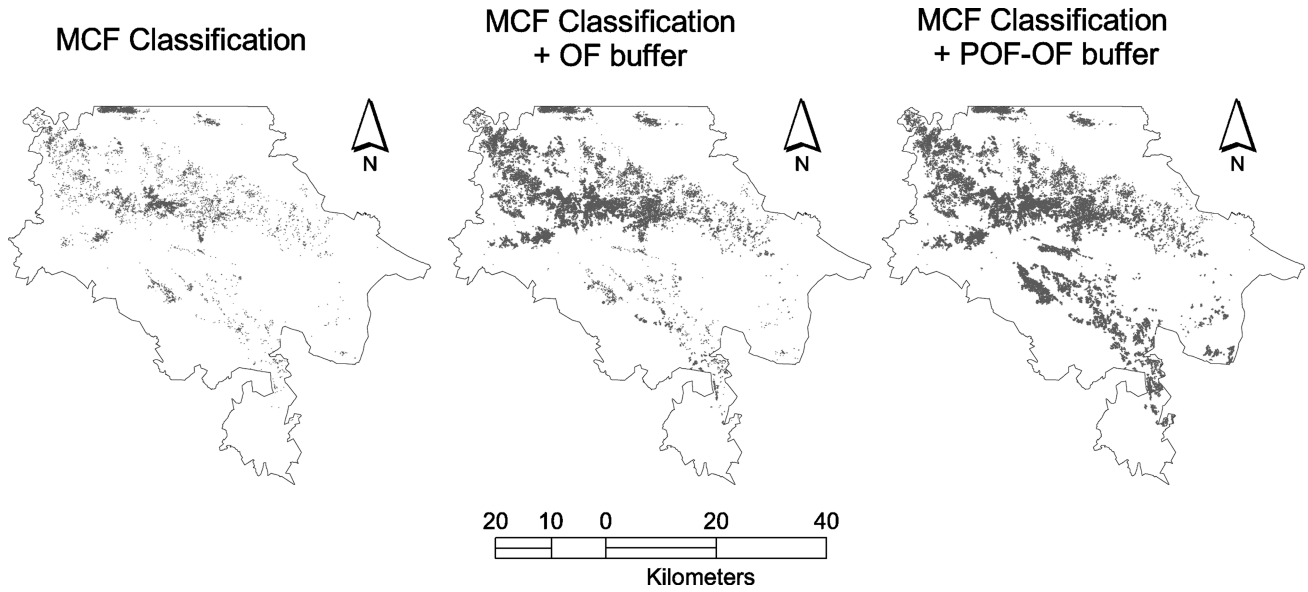 MCF Classification
MCF Classification
+ OF buffer
MCF Classification
+ POF-OF buffer
N
N
N
20 10 0 20 40
Kilometers